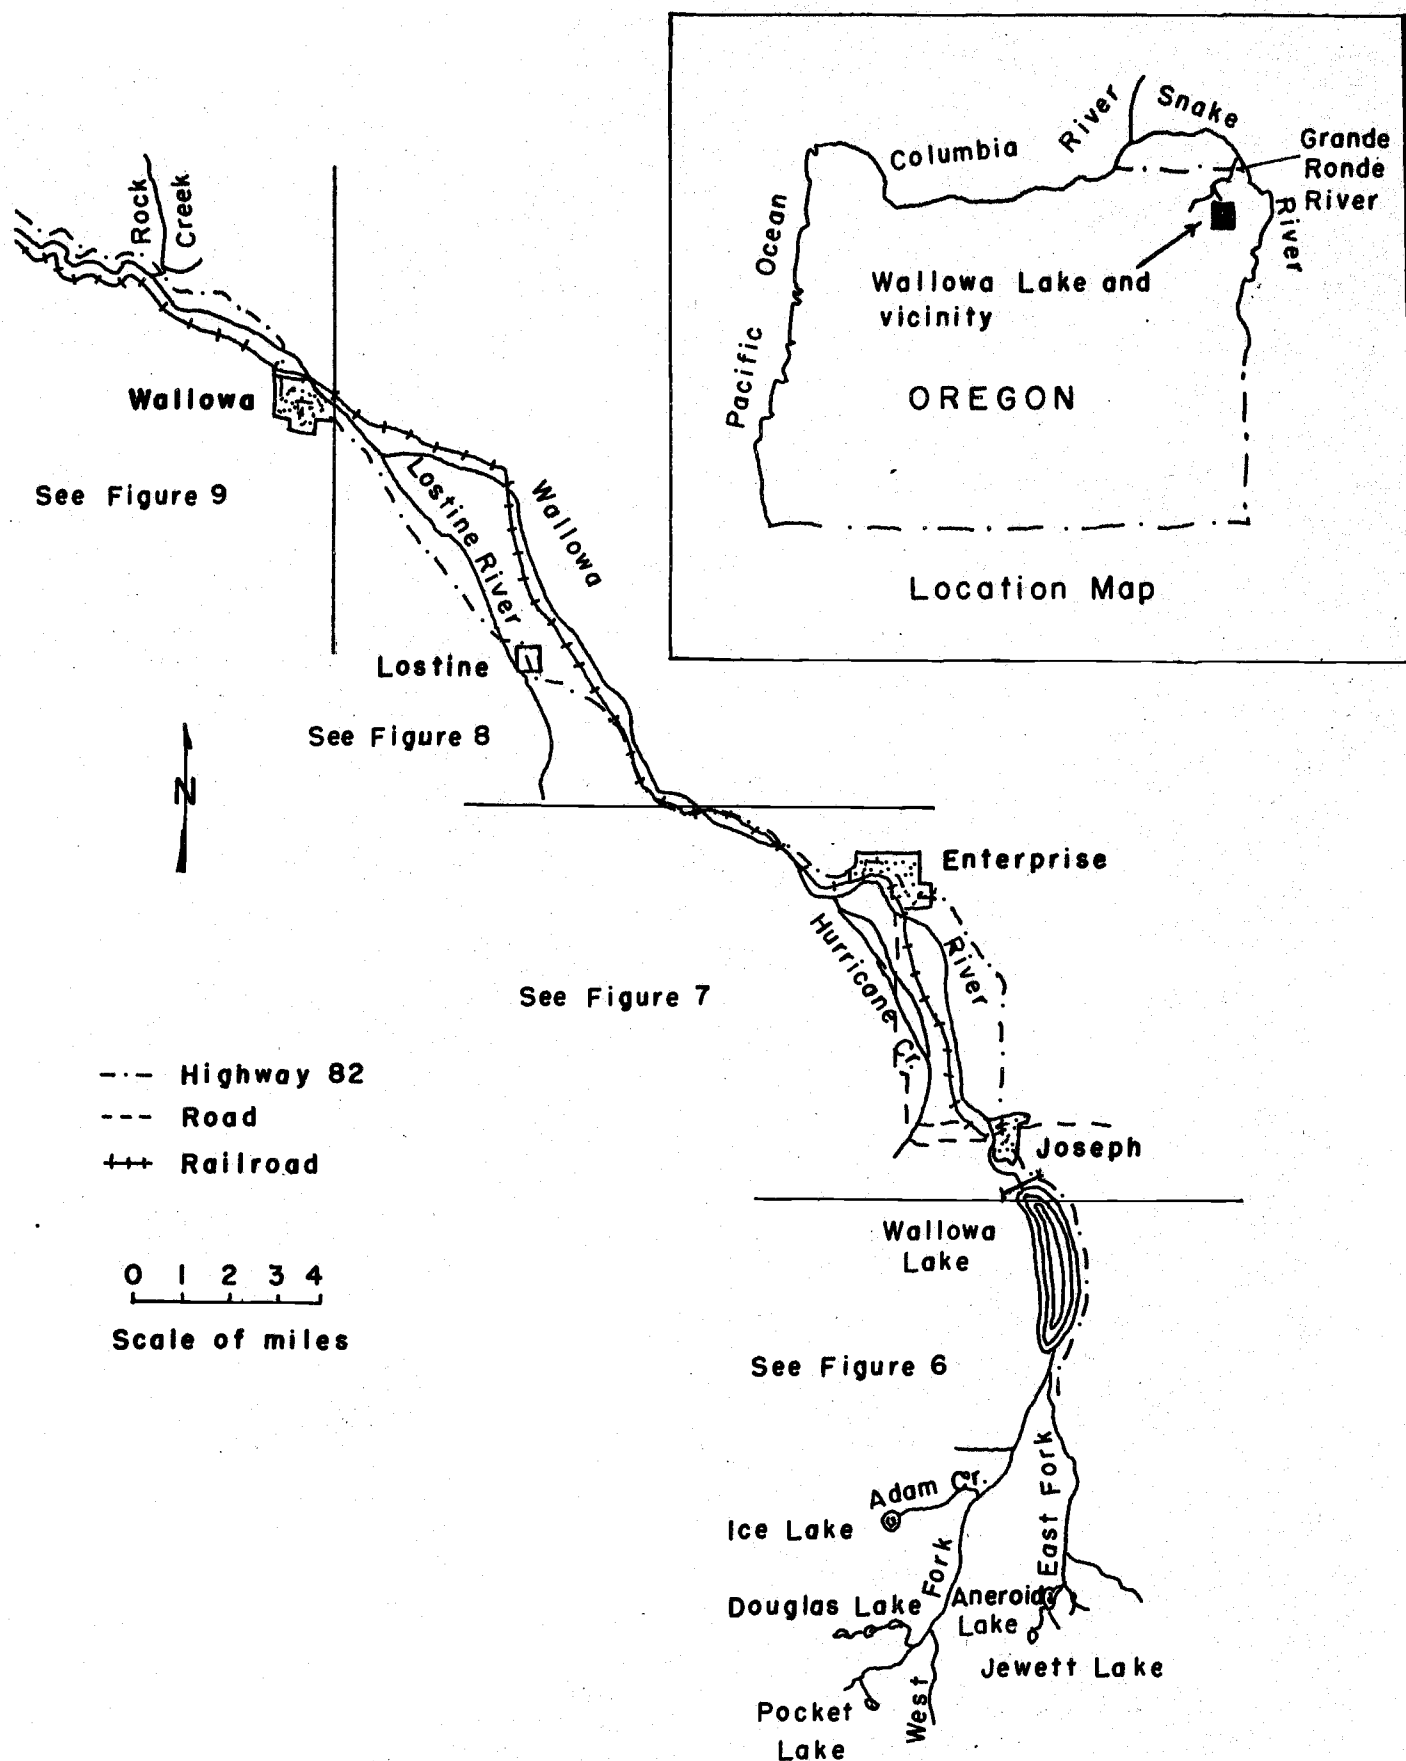 Columbia
River
Snake
River
Grande
Ronde
River
Pacific Ocean
Wallowa Lake and
vicinity
OREGON
Location Map
Rock
Creek
Wallowa
See Figure 9
Lostine River
Wallowa
Lostine
See Figure 8
N
Enterprise
Hurricane Cr.
River
See Figure 7
Highway 82
Road
Railroad
Joseph
Wallowa
Lake
0 1 2 3 4
Scale of miles
See Figure 6
Adam Cr.
Ice Lake
East Fork
West Fork
Douglas Lake
Aneroid
Lake
Jewett Lake
Pocket
Lake